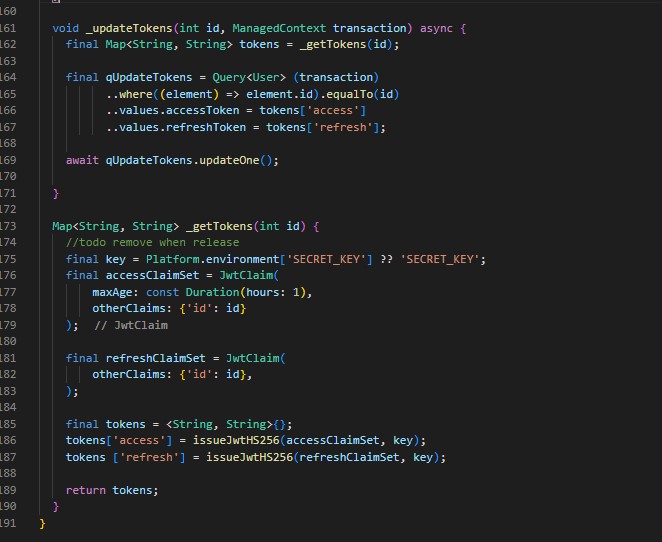 160
161 void _updateTokens(int id, ManagedContext transaction) async {
162 final Map<String, String> tokens = _getTokens(id);
163
164 final qUpdateTokens = Query<User> (transaction)
165 ..where((element) => element.id).equalTo(id)
166 ..values.accessToken = tokens['access']
167 ..values.refreshToken = tokens['refresh'];
168
169 await qUpdateTokens.updateOne();
170
171 }
172
173 Map<String, String> _getTokens(int id) {
174 //todo remove when release
175 final key = Platform.environment['SECRET_KEY'] ?? 'SECRET_KEY';
176 final accessClaimSet = JwtClaim(
177 maxAge: const Duration(hours: 1),
178 otherClaims: {'id': id}
179 ); // JwtClaim
180
181 final refreshClaimSet = JwtClaim(
182 otherClaims: {'id': id},
183 );
184
185 final tokens = <String, String>{};
186 tokens['access'] = issueJwtHS256(accessClaimSet, key);
187 tokens ['refresh'] = issueJwtHS256(refreshClaimSet, key);
188
189 return tokens;
190 }
191 }